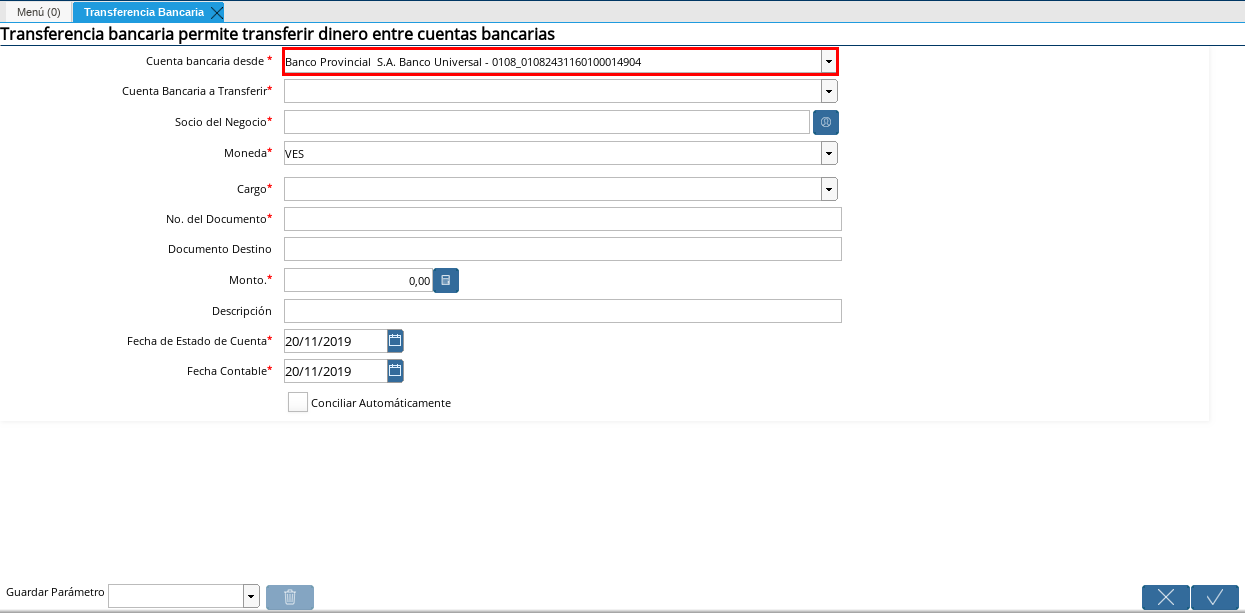 Menú (0) Transferencia Bancaria
Transferencia bancaria permite transferir dinero entre cuentas bancarias
Cuenta bancaria desde * Banco Provincial S.A. Banco Universal - 0108_01082431160100014904
Cuenta Bancaria a Transferir*
Socio del Negocio*
Moneda* VES
Cargo*
No. del Documento*
Documento Destino
Monto.* 0,00
Descripción
Fecha de Estado de Cuenta* 20/11/2019
Fecha Contable* 20/11/2019
Conciliar Automáticamente
Guardar Parámetro